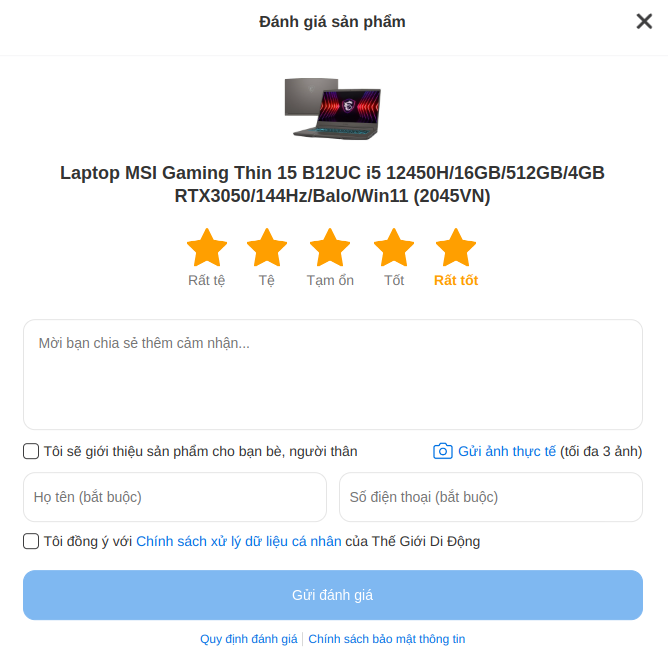 Đánh giá sản phẩm
Laptop MSI Gaming Thin 15 B12UC i5 12450H/16GB/512GB/4GB
RTX3050/144Hz/Balo/Win11 (2045VN)
Rất tệ Tệ Tạm ổn Tốt Rất tốt
Mời bạn chia sẻ thêm cảm nhận...
Tôi sẽ giới thiệu sản phẩm cho bạn bè, người thân Gửi ảnh thực tế (tối đa 3 ảnh)
Họ tên (bắt buộc) Số điện thoại (bắt buộc)
Tôi đồng ý với Chính sách xử lý dữ liệu cá nhân của Thế Giới Di Động
Gửi đánh giá
Quy định đánh giá Chính sách bảo mật thông tin